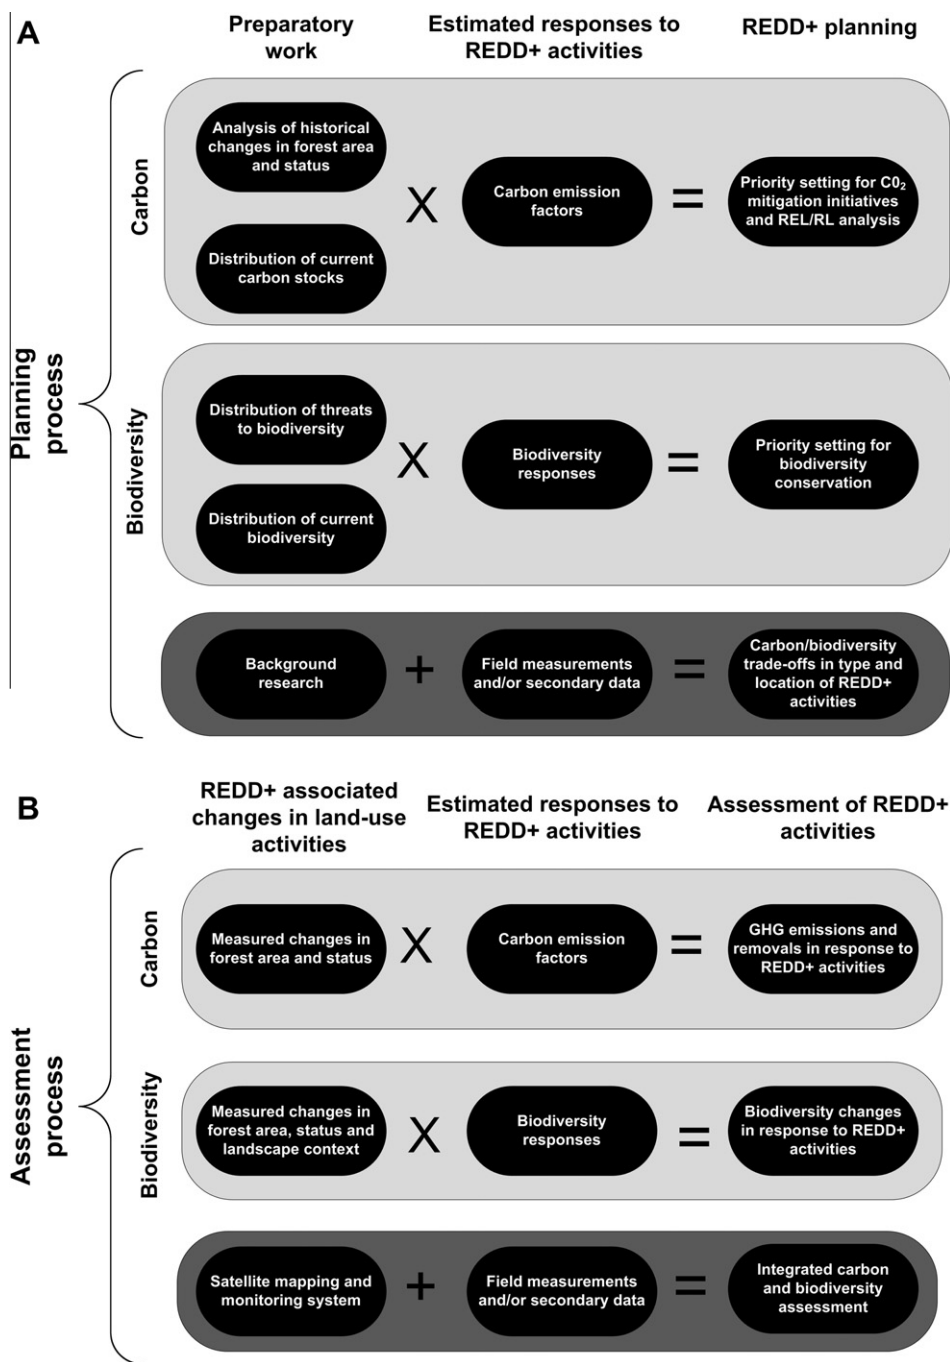 A
Preparatory
work
Estimated responses to
REDD+ activities
REDD+ planning
Planning
process
Carbon
Analysis of historical
changes in forest area
and status
Distribution of current
carbon stocks
X
Carbon emission
factors
=
Priority setting for C0₂
mitigation initiatives
and REL/RL analysis
Biodiversity
Distribution of threats
to biodiversity
Distribution of current
biodiversity
X
Biodiversity
responses
=
Priority setting for
biodiversity
conservation
Background
research
+
Field measurements
and/or secondary data
=
Carbon/biodiversity
trade-offs in type and
location of REDD+
activities
B
REDD+ associated
changes in land-use
activities
Estimated responses to
REDD+ activities
Assessment of REDD+
activities
Assessment
process
Carbon
Measured changes in
forest area and status
X
Carbon emission
factors
=
GHG emissions and
removals in response to
REDD+ activities
Biodiversity
Measured changes in
forest area, status and
landscape context
X
Biodiversity
responses
=
Biodiversity changes
in response to REDD+
activities
Satellite mapping and
monitoring system
+
Field measurements
and/or secondary data
=
Integrated carbon
and biodiversity
assessment